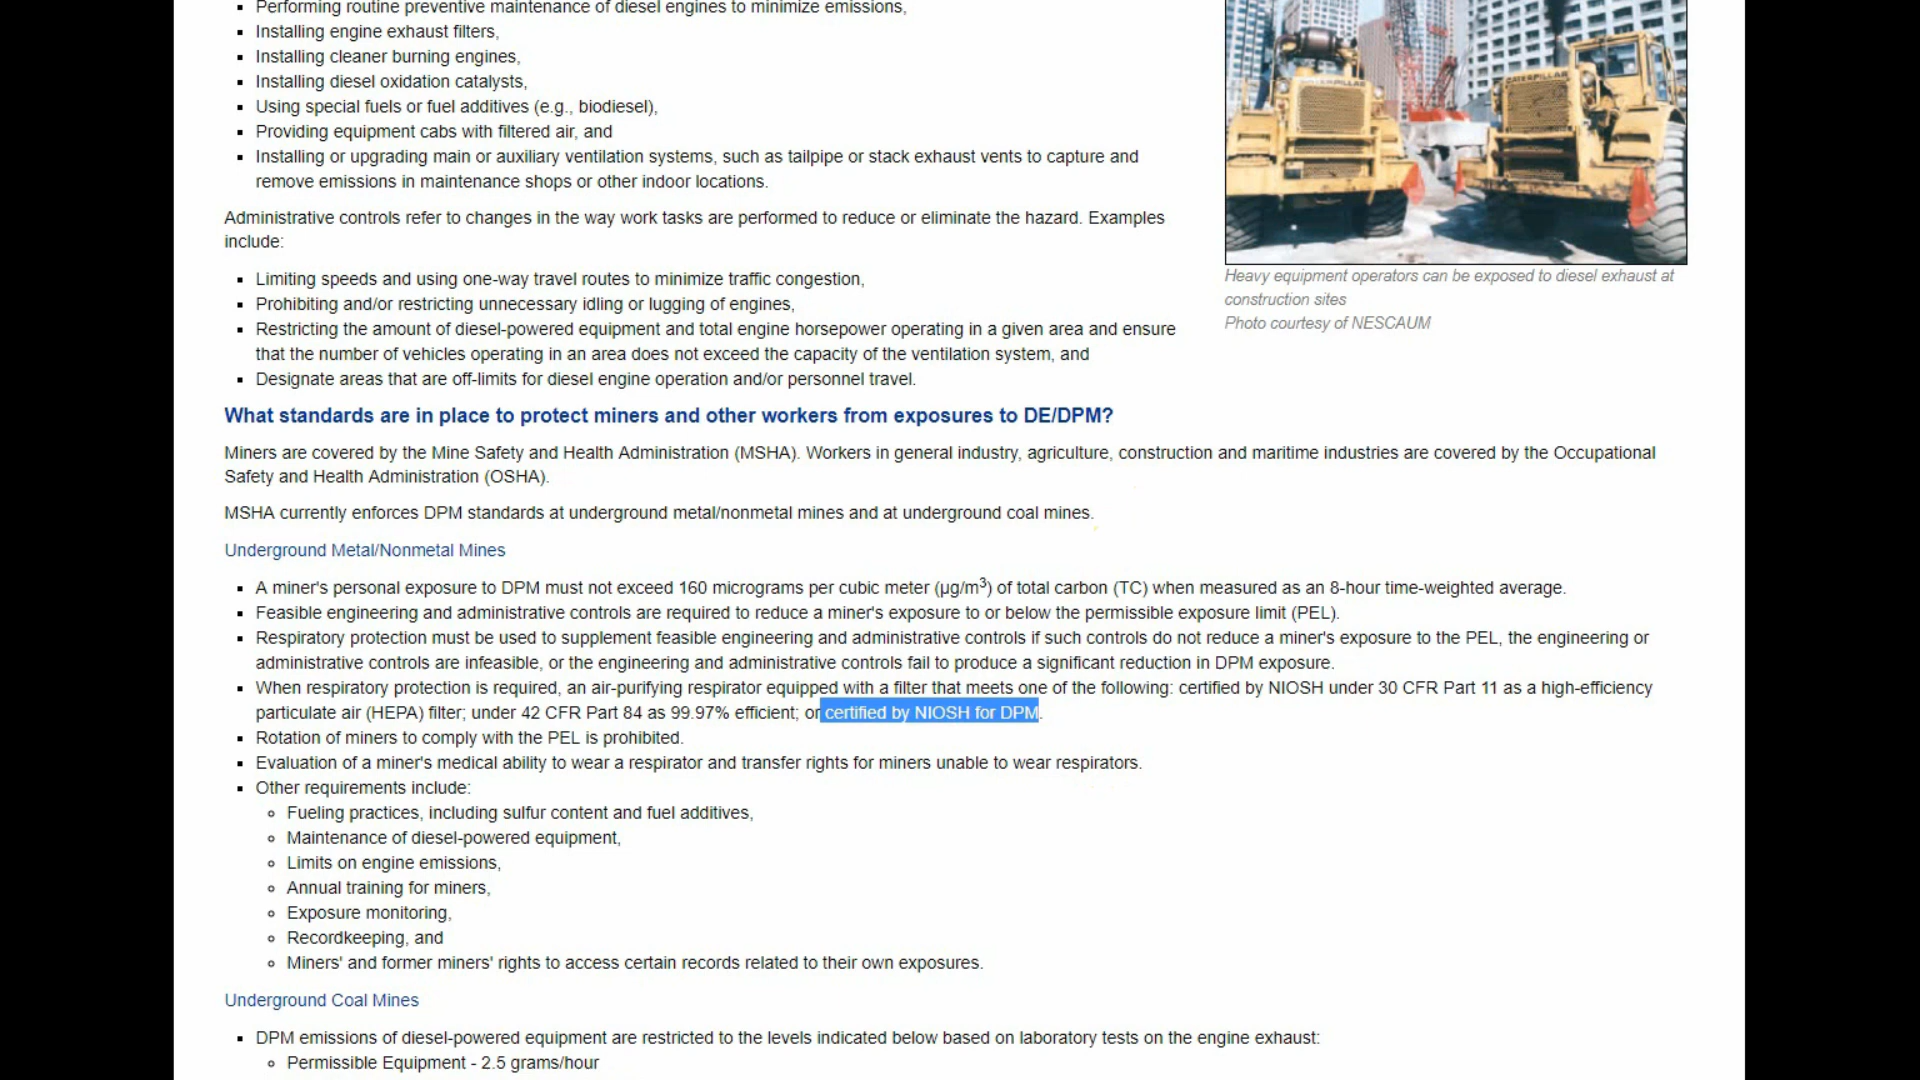 Performing routine preventive maintenance of diesel engines to minimize emissions,
Installing engine exhaust filters,
Installing cleaner burning engines,
Installing diesel oxidation catalysts,
Using special fuels or fuel additives (e.g., biodiesel),
Providing equipment cabs with filtered air, and
Installing or upgrading main or auxiliary ventilation systems, such as tailpipe or stack exhaust vents to capture and
remove emissions in maintenance shops or other indoor locations.
CATERPILLAR
Heavy equipment operators can be exposed to diesel exhaust at
construction sites
Photo courtesy of NESCAUM
Administrative controls refer to changes in the way work tasks are performed to reduce or eliminate the hazard. Examples
include:
Limiting speeds and using one-way travel routes to minimize traffic congestion,
Prohibiting and/or restricting unnecessary idling or lugging of engines,
Restricting the amount of diesel-powered equipment and total engine horsepower operating in a given area and ensure
that the number of vehicles operating in an area does not exceed the capacity of the ventilation system, and
Designate areas that are off-limits for diesel engine operation and/or personnel travel.
What standards are in place to protect miners and other workers from exposures to DE/DPM?
Miners are covered by the Mine Safety and Health Administration (MSHA). Workers in general industry, agriculture, construction and maritime industries are covered by the Occupational
Safety and Health Administration (OSHA).
MSHA currently enforces DPM standards at underground metal/nonmetal mines and at underground coal mines.
Underground Metal/Nonmetal Mines
A miner's personal exposure to DPM must not exceed 160 micrograms per cubic meter (µg/m³) of total carbon (TC) when measured as an 8-hour time-weighted average.
Feasible engineering and administrative controls are required to reduce a miner's exposure to or below the permissible exposure limit (PEL).
Respiratory protection must be used to supplement feasible engineering and administrative controls if such controls do not reduce a miner's exposure to the PEL, the engineering or
administrative controls are infeasible, or the engineering and administrative controls fail to produce a significant reduction in DPM exposure.
When respiratory protection is required, an air-purifying respirator equipped with a filter that meets one of the following: certified by NIOSH under 30 CFR Part 11 as a high-efficiency
particulate air (HEPA) filter; under 42 CFR Part 84 as 99.97% efficient; or certified by NIOSH for DPM.
Rotation of miners to comply with the PEL is prohibited.
Evaluation of a miner's medical ability to wear a respirator and transfer rights for miners unable to wear respirators.
Other requirements include:
Fueling practices, including sulfur content and fuel additives,
Maintenance of diesel-powered equipment,
Limits on engine emissions,
Annual training for miners,
Exposure monitoring,
Recordkeeping, and
Miners' and former miners' rights to access certain records related to their own exposures.
Underground Coal Mines
DPM emissions of diesel-powered equipment are restricted to the levels indicated below based on laboratory tests on the engine exhaust:
Permissible Equipment - 2.5 grams/hour